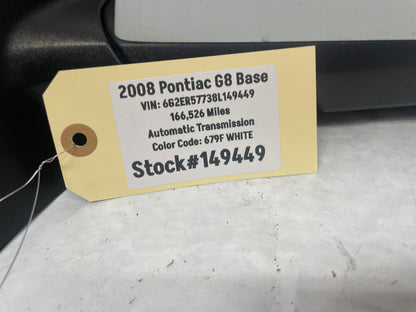 2008 Pontiac G8 Base
VIN: 6G2ER57738L149449
166,526 Miles
Automatic Transmission
Color Code: 679F WHITE
Stock#149449